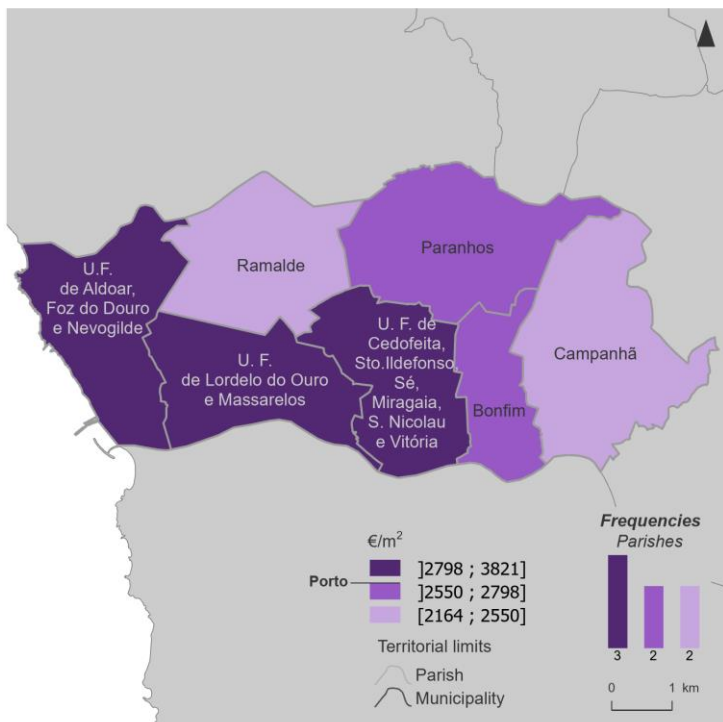 U.F.
de Aldoar,
Foz do Douro
e Nevogilde
Ramalde
Paranhos
U. F.
de Lordelo do Ouro
e Massarelos
U. F. de
Cedofeita,
Sto.Ildefonso,
Sé,
Miragaia,
S. Nicolau
e Vitória
Bonfim
Campanhã
€/m²
Porto
]2798 ; 3821]
]2550 ; 2798]
[2164 ; 2550]
Territorial limits
Parish
Municipality
Frequencies
Parishes
3 2 2
0 1 km